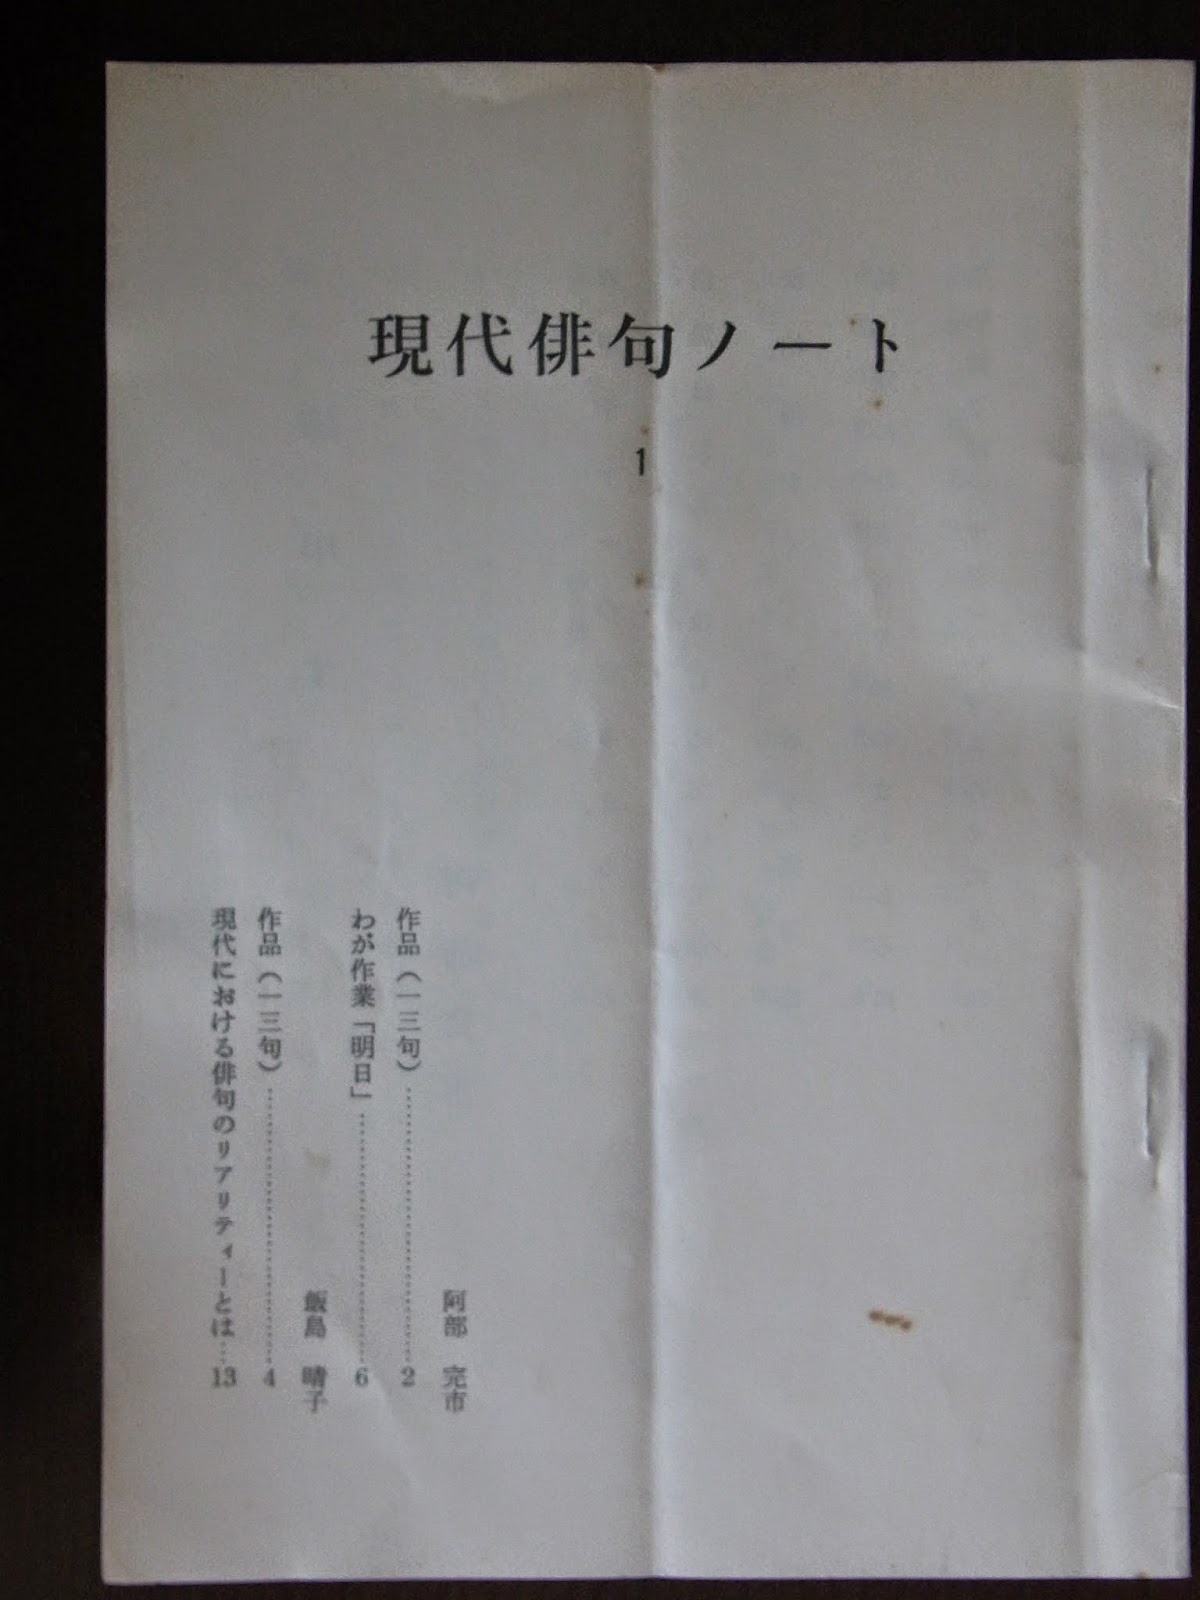 現代俳句ノート
1
阿部 完市
作品（一三句）…………………2
わが作業「明日」…………………6
飯島 晴子
作品（一三句）…………………4
現代における俳句のリアリティーとは…13